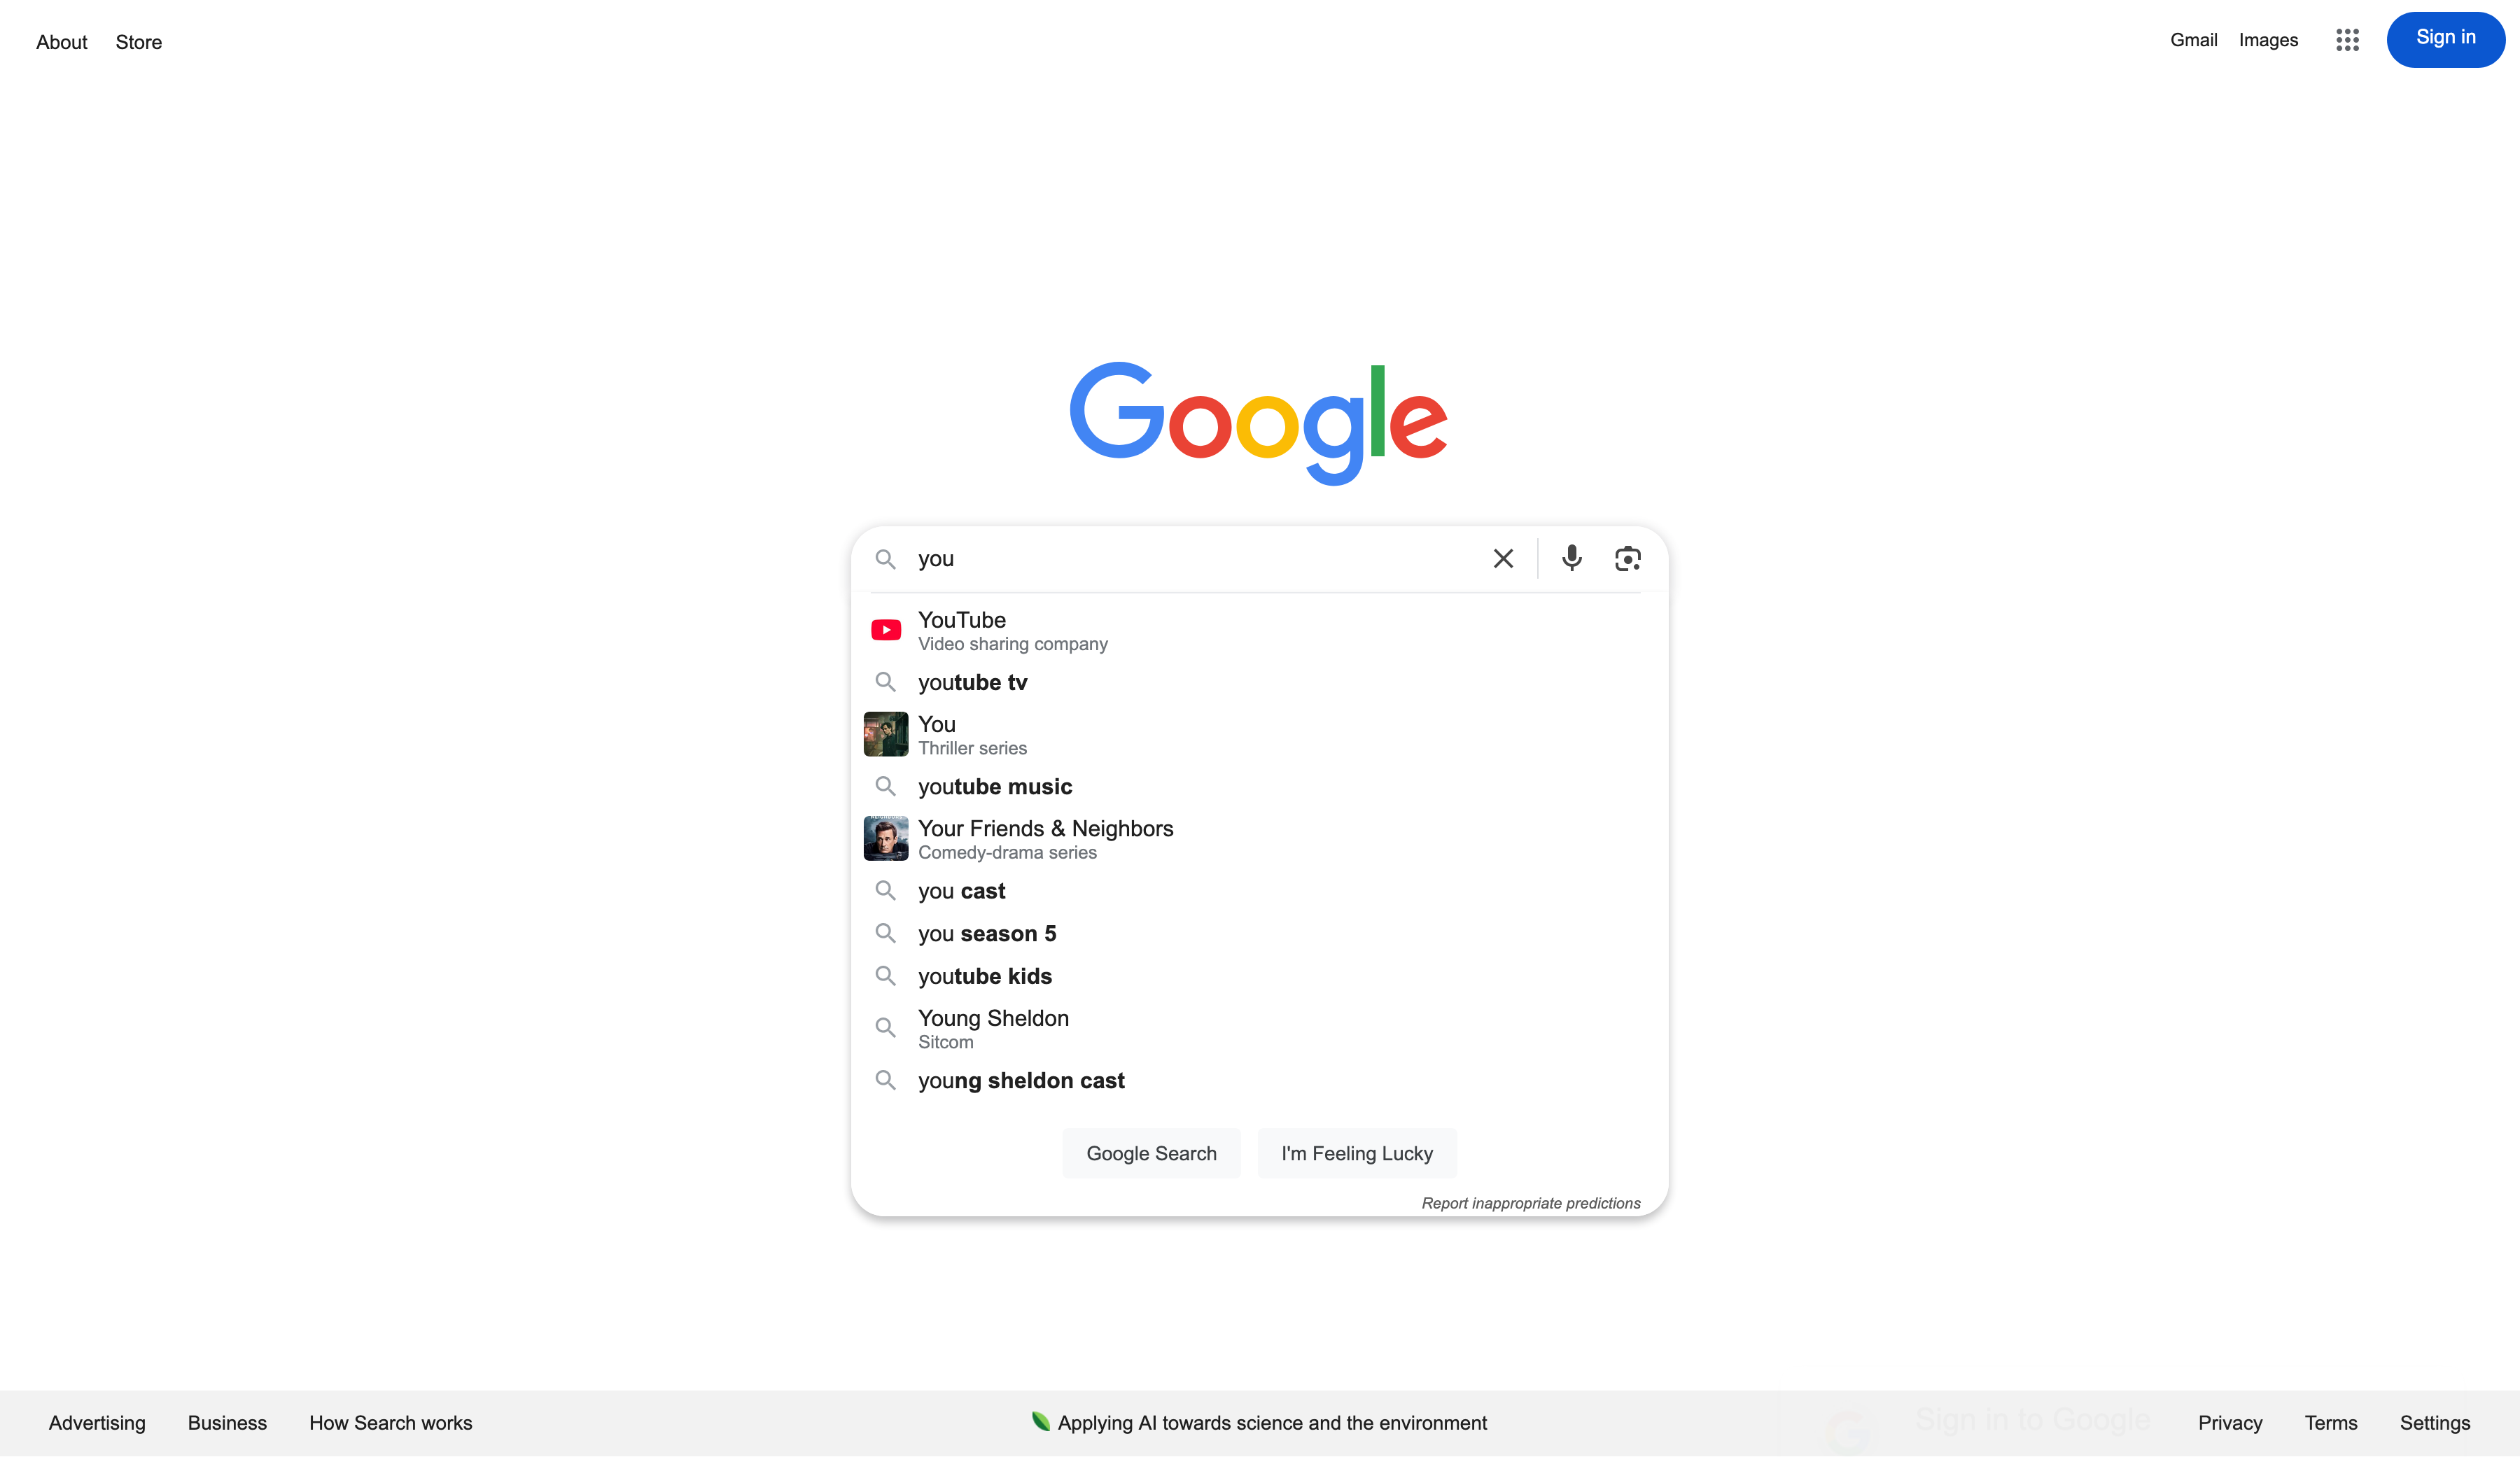 About Store
Gmail Images Sign in
Google
you
YouTube
Video sharing company
youtube tv
You
Thriller series
youtube music
Your Friends & Neighbors
Comedy-drama series
you cast
you season 5
youtube kids
Young Sheldon
Sitcom
young sheldon cast
Google Search I'm Feeling Lucky
Report inappropriate predictions
Advertising Business How Search works Applying AI towards science and the environment Sign in to Google Privacy Terms Settings